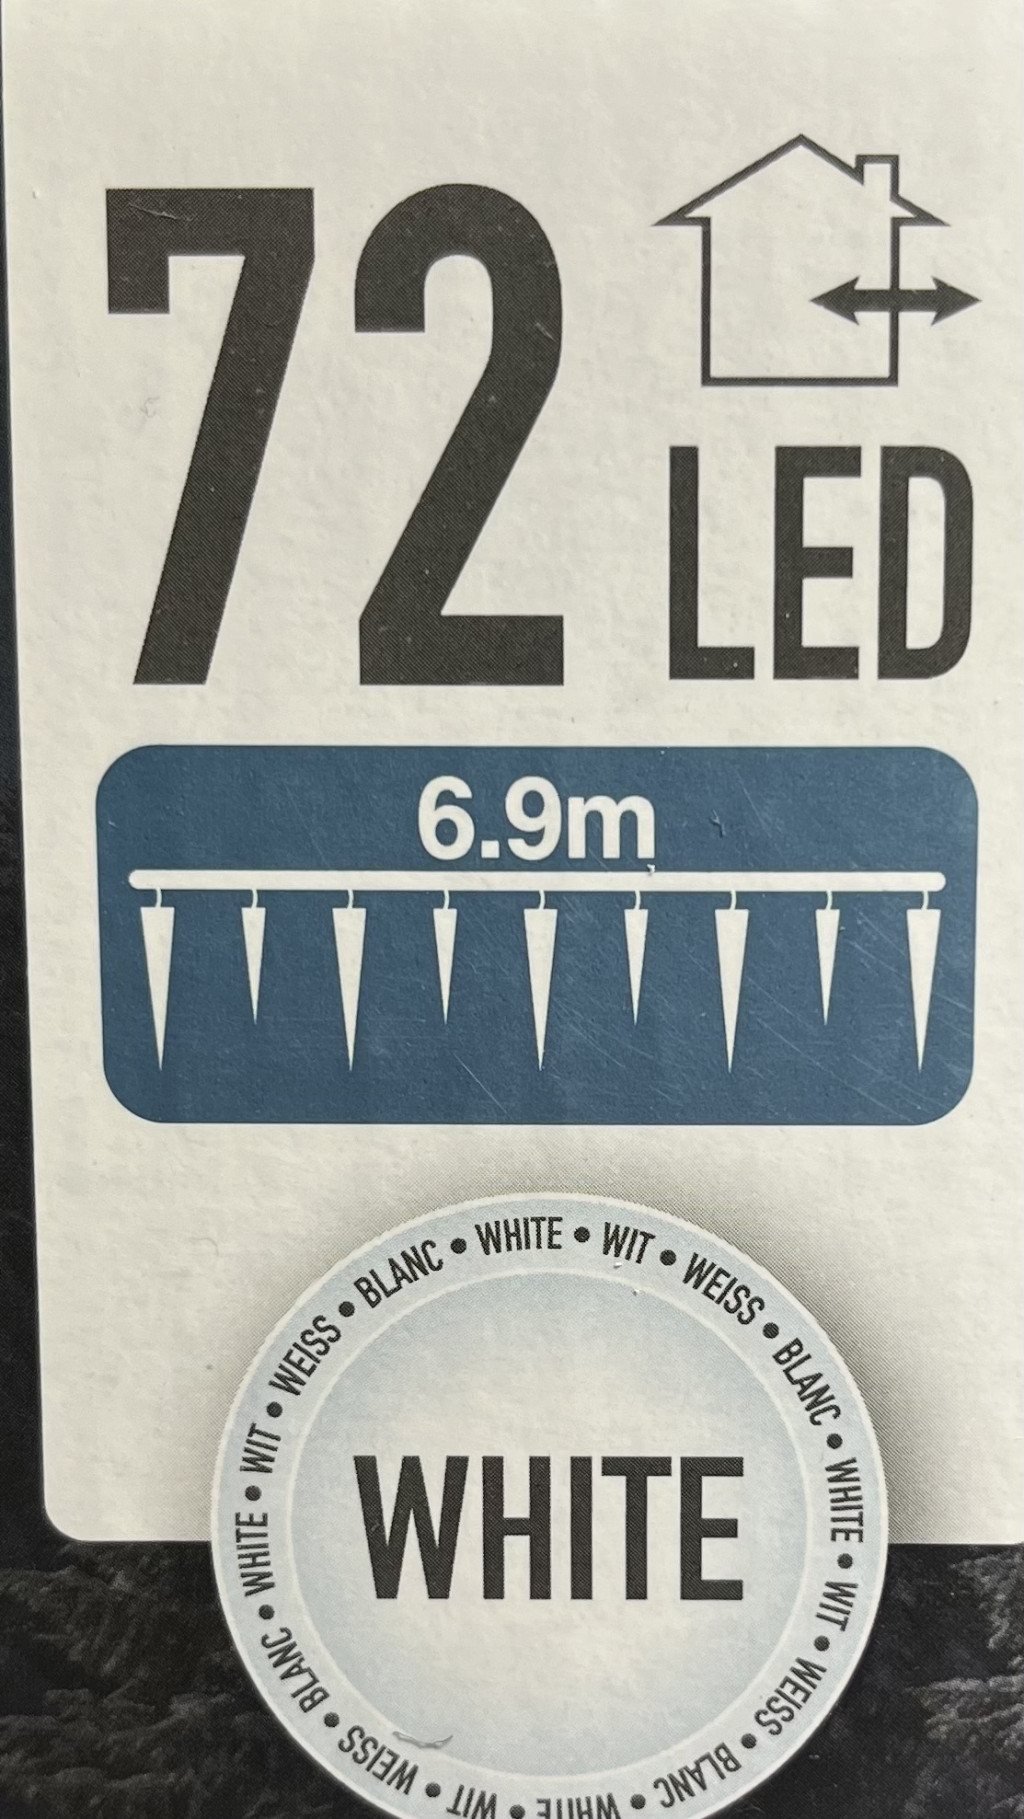 72
LED
6.9m
WHITE • WIT • WEISS • BLANC • WHITE • WIT • WEISS • BLANC • WHITE • WIT • WEISS • BLANC • WHITE • WIT • WEISS • BLANC •
WHITE